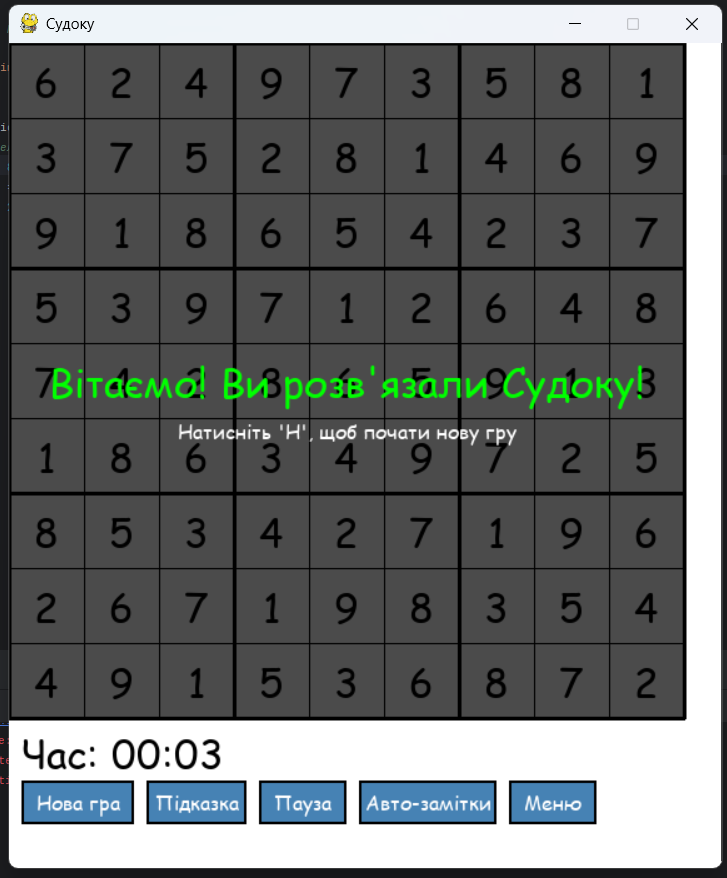 Судоку
6 2 4 9 7 3 5 8 1
3 7 5 2 8 1 4 6 9
9 1 8 6 5 4 2 3 7
5 3 9 7 1 2 6 4 8
7 4 2 8 6 5 9 1 3
Вітаємо! Ви розв'язали Судоку!
Натисніть 'Н', щоб почати нову гру
1 8 6 3 4 9 7 2 5
8 5 3 4 2 7 1 9 6
2 6 7 1 9 8 3 5 4
4 9 1 5 3 6 8 7 2
Час: 00:03
Нова гра Підказка Пауза Авто-замітки Меню